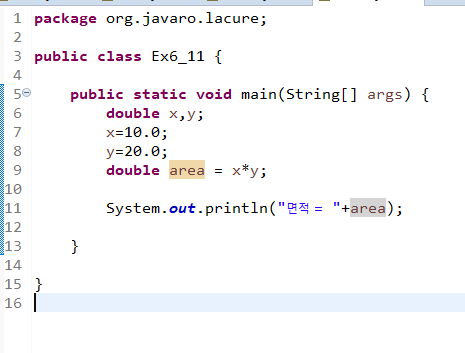 1 package org.javaro.lacure;
2
3 public class Ex6_11 {
4
5 public static void main(String[] args) {
6 double x,y;
7 x=10.0;
8 y=20.0;
9 double area = x*y;
10
11 System.out.println("면적 = "+area);
12
13 }
14
15 }
16